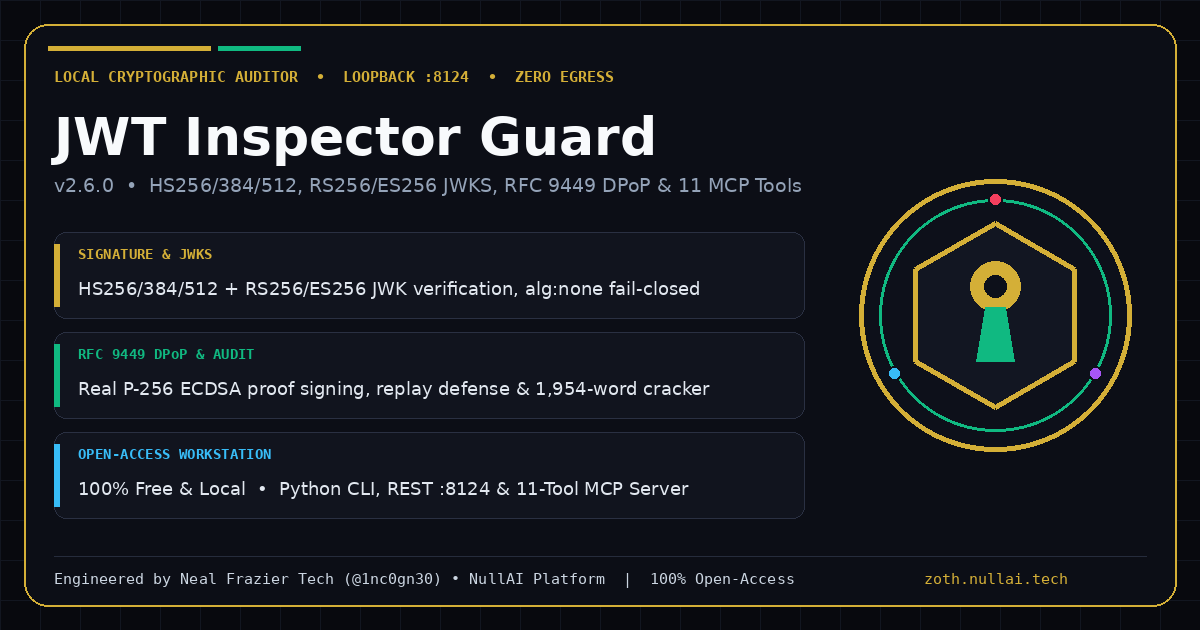 LOCAL CRYPTOGRAPHIC AUDITOR • LOOPBACK :8124 • ZERO EGRESS
JWT Inspector Guard
v2.6.0 • HS256/384/512, RS256/ES256 JWKS, RFC 9449 DPoP & 11 MCP Tools
SIGNATURE & JWKS
HS256/384/512 + RS256/ES256 JWK verification, alg:none fail-closed
RFC 9449 DPoP & AUDIT
Real P-256 ECDSA proof signing, replay defense & 1,954-word cracker
OPEN-ACCESS WORKSTATION
100% Free & Local • Python CLI, REST :8124 & 11-Tool MCP Server
Engineered by Neal Frazier Tech (@1nc0gn30) • NullAI Platform | 100% Open-Access
zoth.nullai.tech